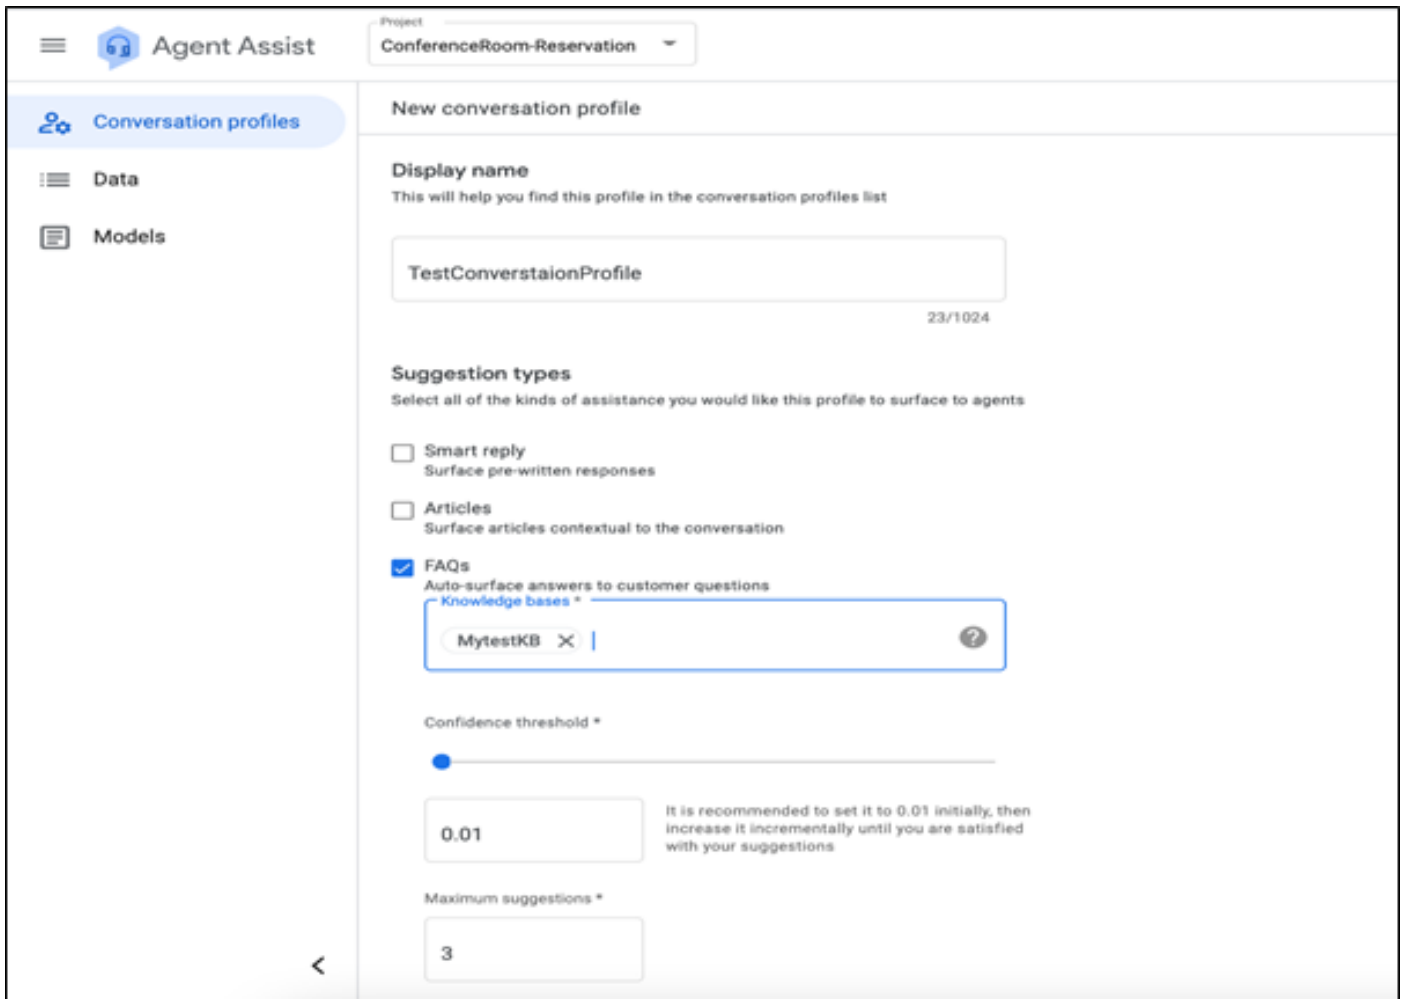 Agent Assist
Project
ConferenceRoom-Reservation
Conversation profiles
Data
Models
New conversation profile
Display name
This will help you find this profile in the conversation profiles list
TestConverstaionProfile
23/1024
Suggestion types
Select all of the kinds of assistance you would like this profile to surface to agents
Smart reply
Surface pre-written responses
Articles
Surface articles contextual to the conversation
FAQs
Auto-surface answers to customer questions
Knowledge bases *
MytestKB
Confidence threshold *
0.01
It is recommended to set it to 0.01 initially, then
increase it incrementally until you are satisfied
with your suggestions
Maximum suggestions *
3